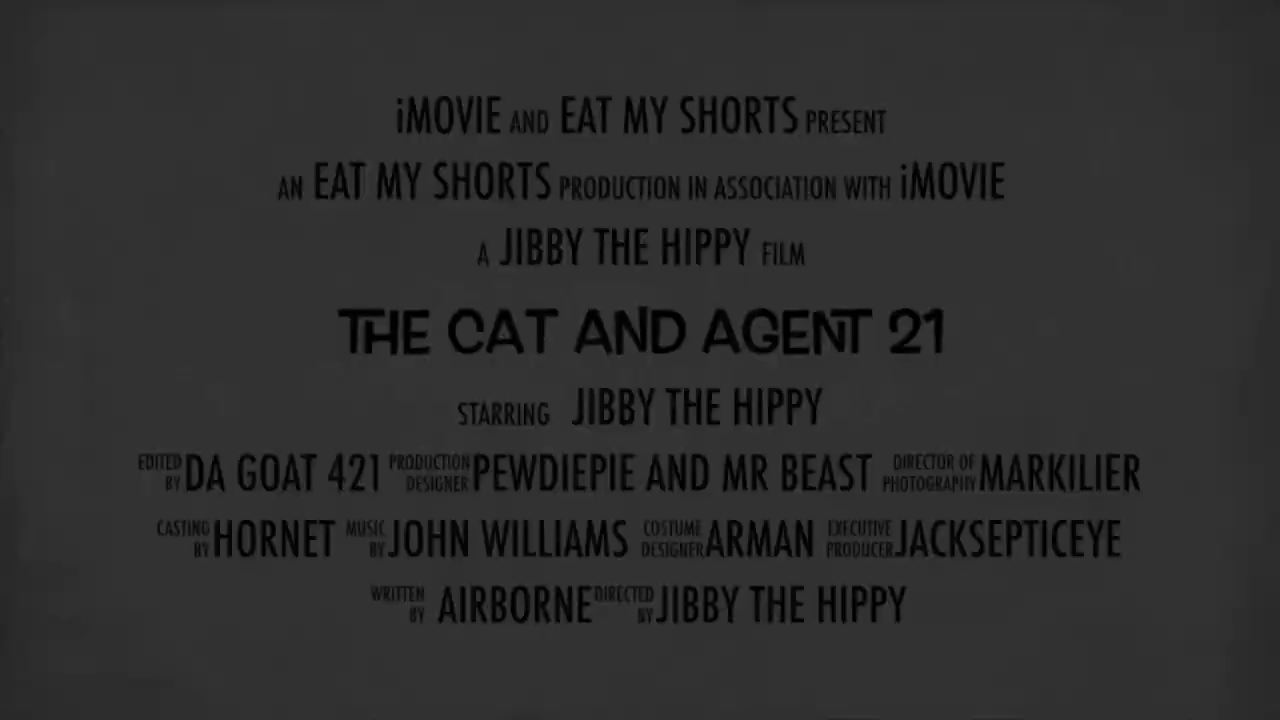 iMOVIE AND EAT MY SHORTS PRESENT
AN EAT MY SHORTS PRODUCTION IN ASSOCIATION WITH iMOVIE
A JIBBY THE HIPPY FILM
THE CAT AND AGENT 21
STARRING JIBBY THE HIPPY
EDITED BY DA GOAT 421 PRODUCTION DESIGNER PEWDIEPIE AND MR BEAST DIRECTOR OF PHOTOGRAPHY MARKILIER
CASTING BY HORNET MUSIC BY JOHN WILLIAMS COSTUME DESIGNER ARMAN EXECUTIVE PRODUCER JACKSEPTICEYE
WRITTEN BY AIRBORNE DIRECTED BY JIBBY THE HIPPY